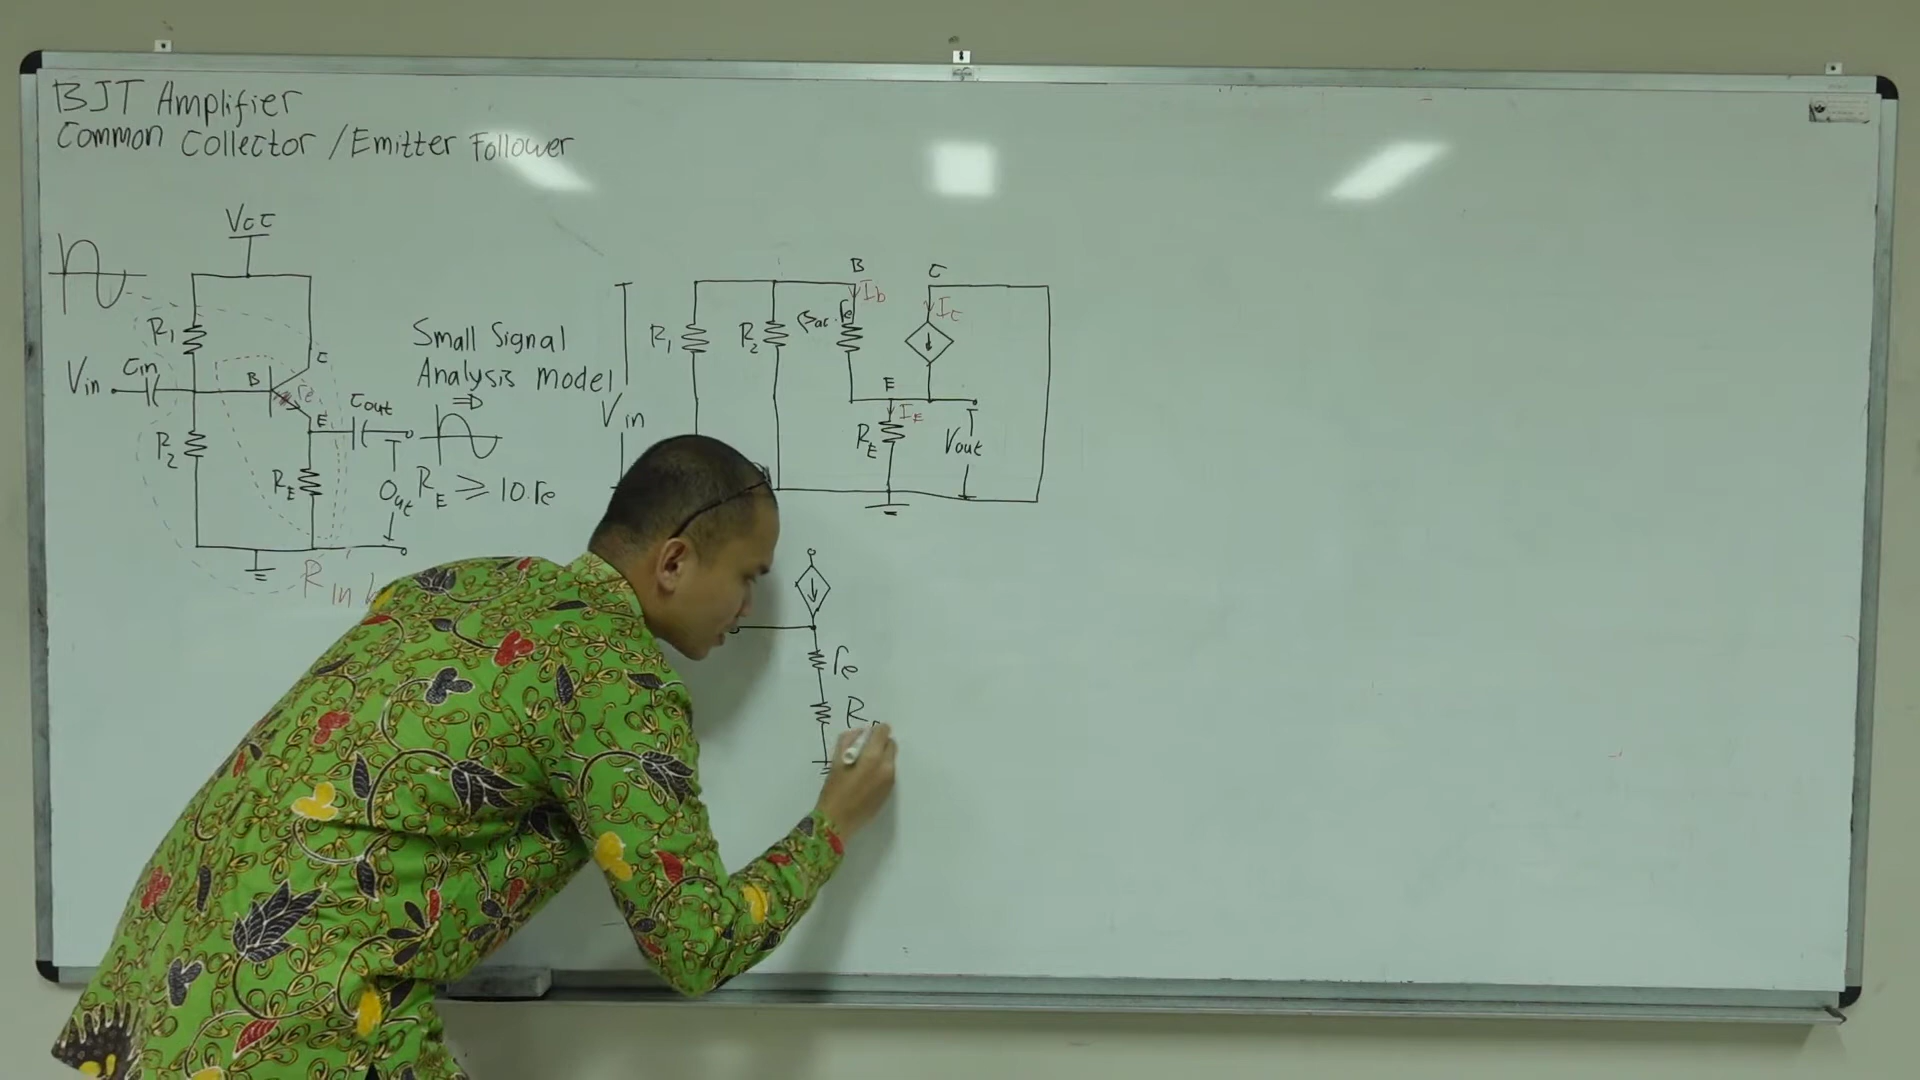 BJT Amplifier
Common Collector / Emitter Follower
Vcc
R1
C
Vin
Cin
B
re
E
Cout
R2
RE
Out
RE ≥ 10.re
Rin
Small Signal
Analysis model
Vin
R1
R2
B
Ib
βac.re
C
Ic
E
IE
RE
Vout
re
R